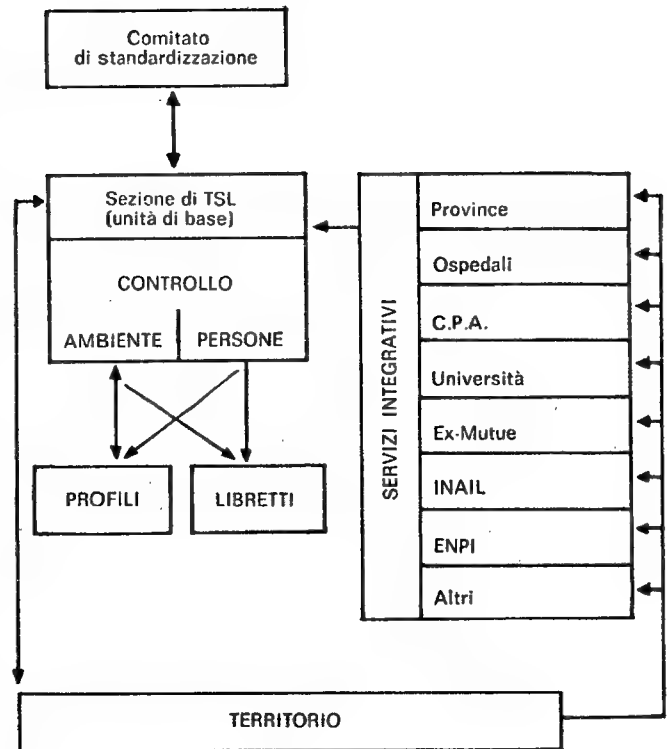 Comitato
di standardizzazione
Sezione di TSL
(unità di base)
CONTROLLO
AMBIENTE
PERSONE
PROFILI
LIBRETTI
SERVIZI INTEGRATIVI
Province
Ospedali
C.P.A.
Università
Ex-Mutue
INAIL
ENPI
Altri
TERRITORIO